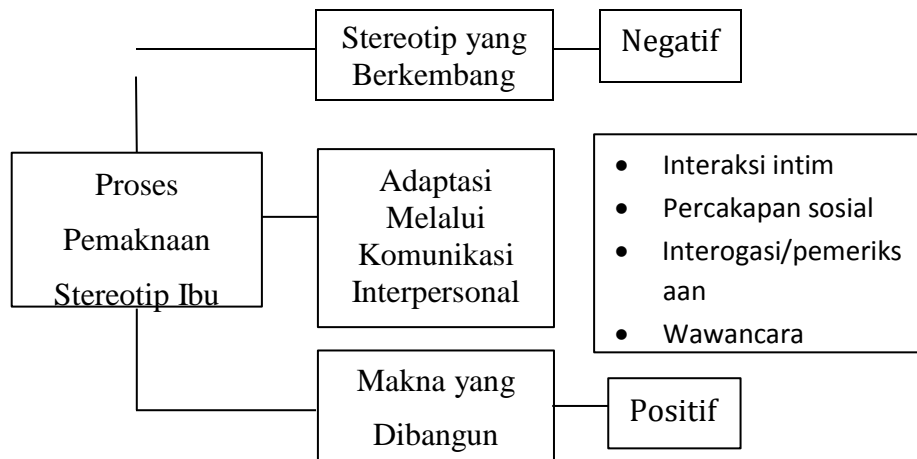 Stereotip yang
Berkembang
Negatif
Proses
Pemaknaan
Stereotip Ibu
Adaptasi
Melalui
Komunikasi
Interpersonal
• Interaksi intim
• Percakapan sosial
• Interogasi/pemeriks
aan
• Wawancara
Makna yang
Dibangun
Positif